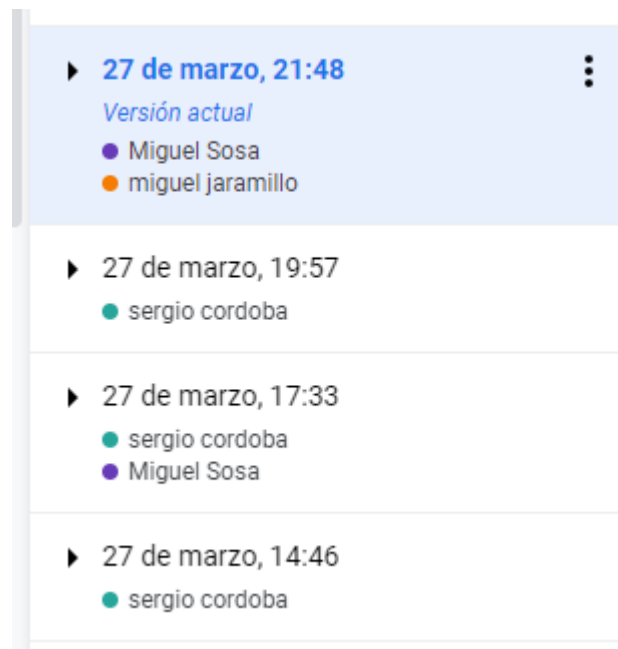 27 de marzo, 21:48
Versión actual
Miguel Sosa
miguel jaramillo
27 de marzo, 19:57
sergio cordoba
27 de marzo, 17:33
sergio cordoba
Miguel Sosa
27 de marzo, 14:46
sergio cordoba